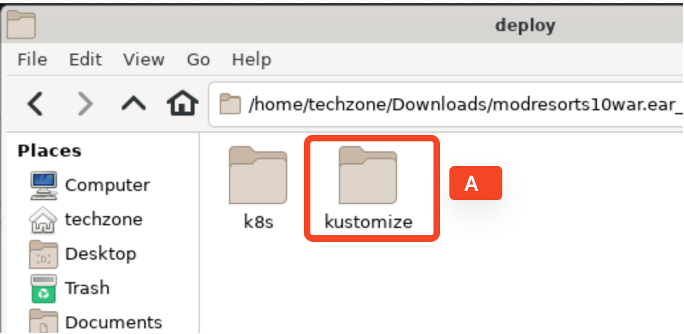 deploy
File Edit View Go Help
/home/techzone/Downloads/modresorts10war.ear_
Places
Computer
techzone
Desktop
Trash
Documents
k8s
kustomize
A